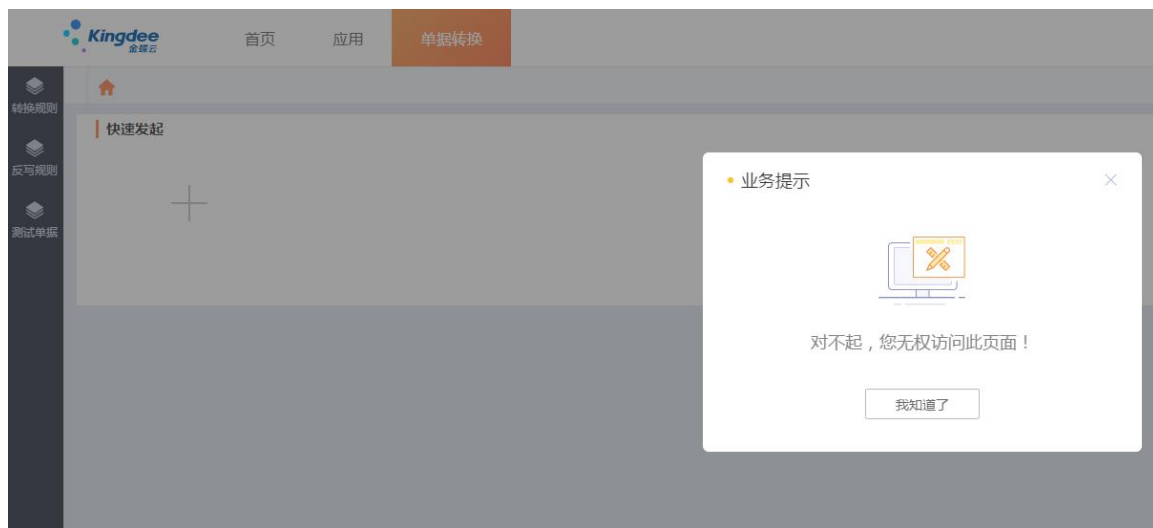 Kingdee
金蝶云
首页
应用
单据转换
转换规则
快速发起
反写规则
测试单据
业务提示
对不起，您无权访问此页面！
我知道了